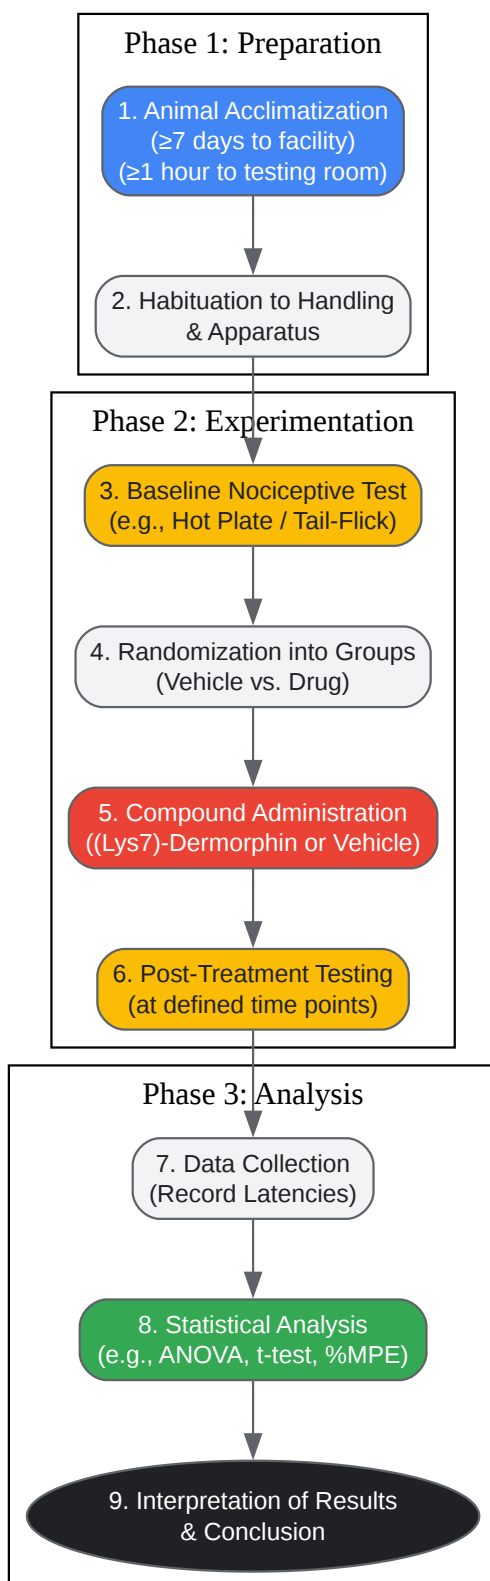 Phase 1: Preparation
1. Animal Acclimatization
(≥7 days to facility)
(≥1 hour to testing room)
2. Habituation to Handling
& Apparatus
Phase 2: Experimentation
3. Baseline Nociceptive Test
(e.g., Hot Plate / Tail-Flick)
4. Randomization into Groups
(Vehicle vs. Drug)
5. Compound Administration
((Lys7)-Dermorphin or Vehicle)
6. Post-Treatment Testing
(at defined time points)
Phase 3: Analysis
7. Data Collection
(Record Latencies)
8. Statistical Analysis
(e.g., ANOVA, t-test, %MPE)
9. Interpretation of Results
& Conclusion